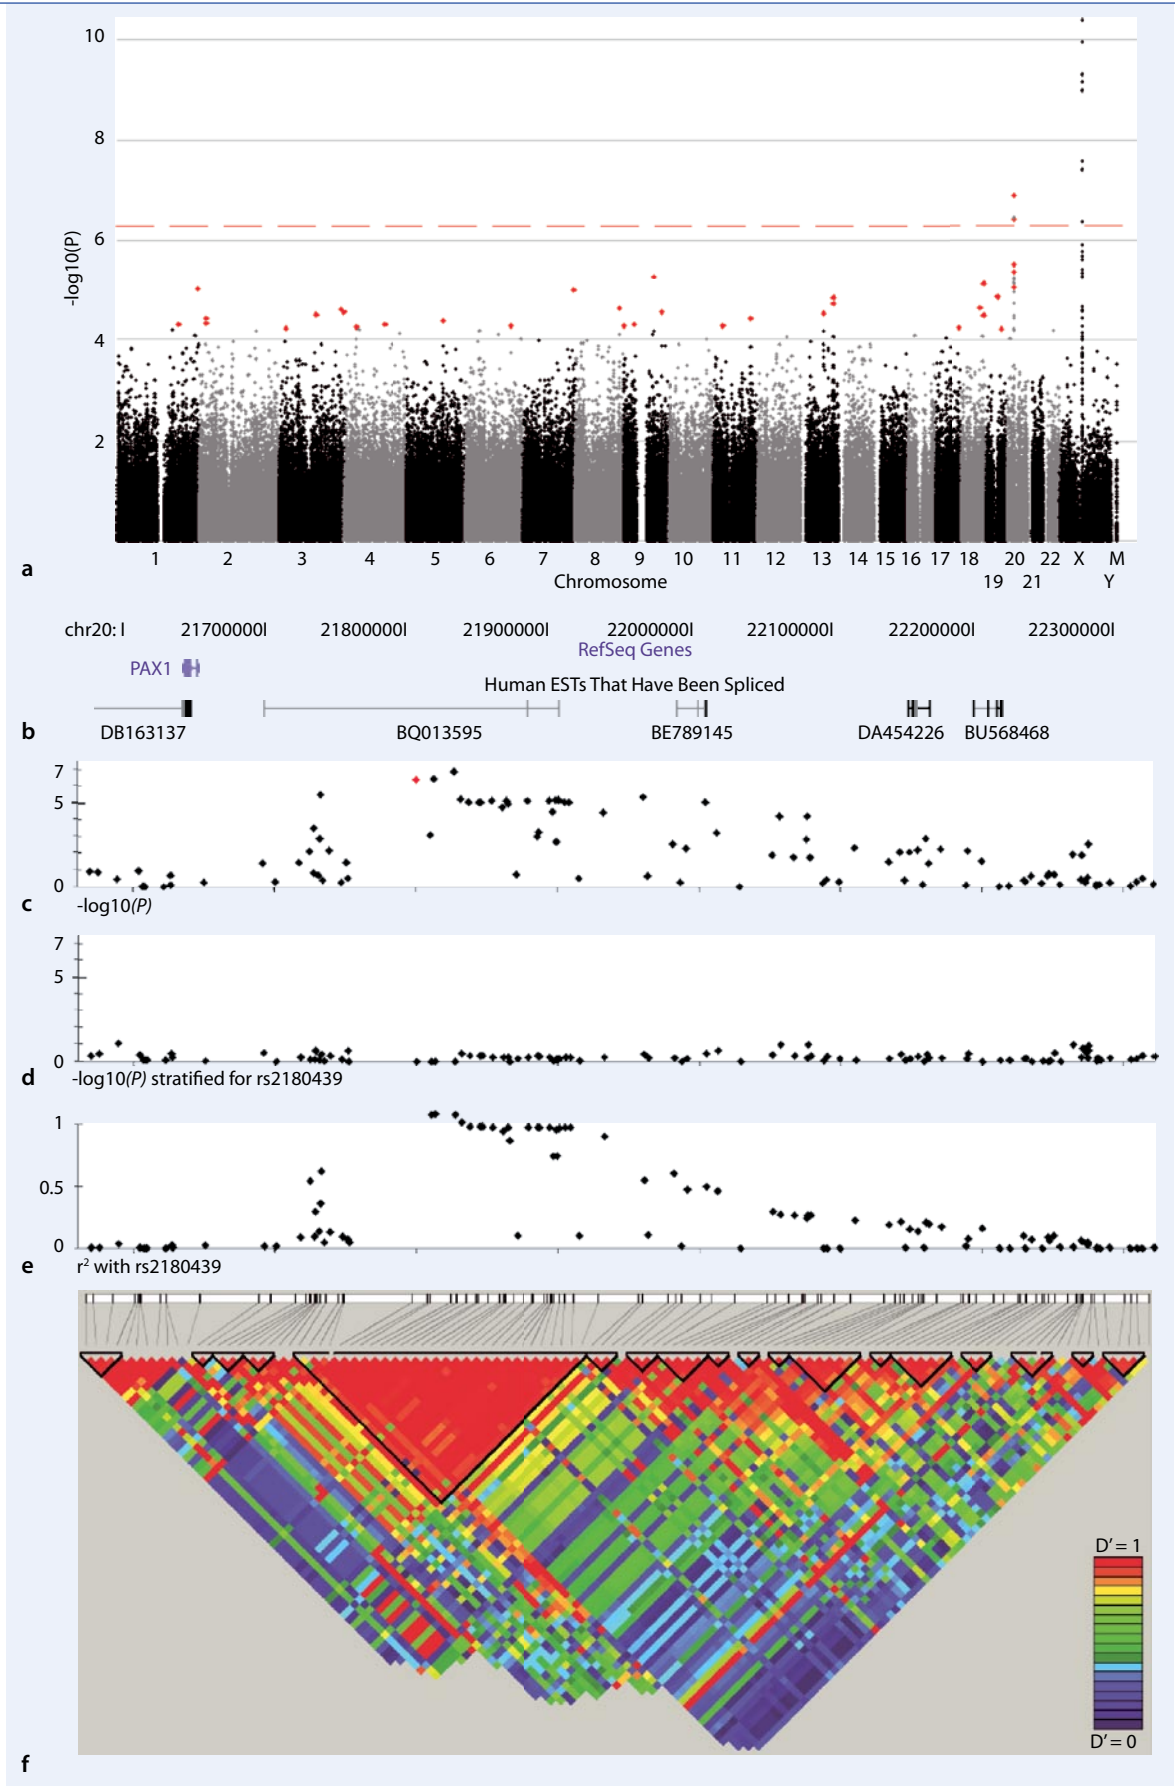 10
8
6
4
2
-log10(P)
1 2 3 4 5 6 7 8 9 10 11 12 13 14 15 16 17 18 20 22 X M
19 21 Y
Chromosome
a
chr20: I 21700000I 21800000I 21900000I 22000000I 22100000I 22200000I 22300000I
RefSeq Genes
PAX1
Human ESTs That Have Been Spliced
DB163137 BQ013595 BE789145 DA454226 BU568468
b
7
5
0
c
-log10(P)
7
5
0
d
-log10(P) stratified for rs2180439
1
0.5
0
e
r² with rs2180439
D’ = 1
D’ = 0
f